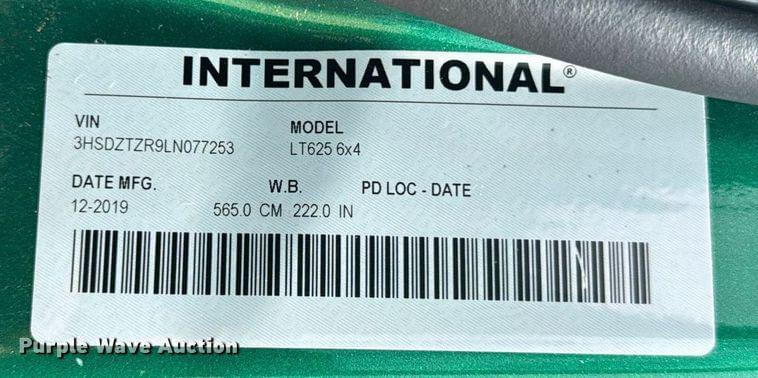 INTERNATIONAL®
VIN MODEL
3HSDZTZR9LN077253 LT625 6x4
DATE MFG. W.B. PD LOC - DATE
12-2019 565.0 CM 222.0 IN
Purple Wave Auction